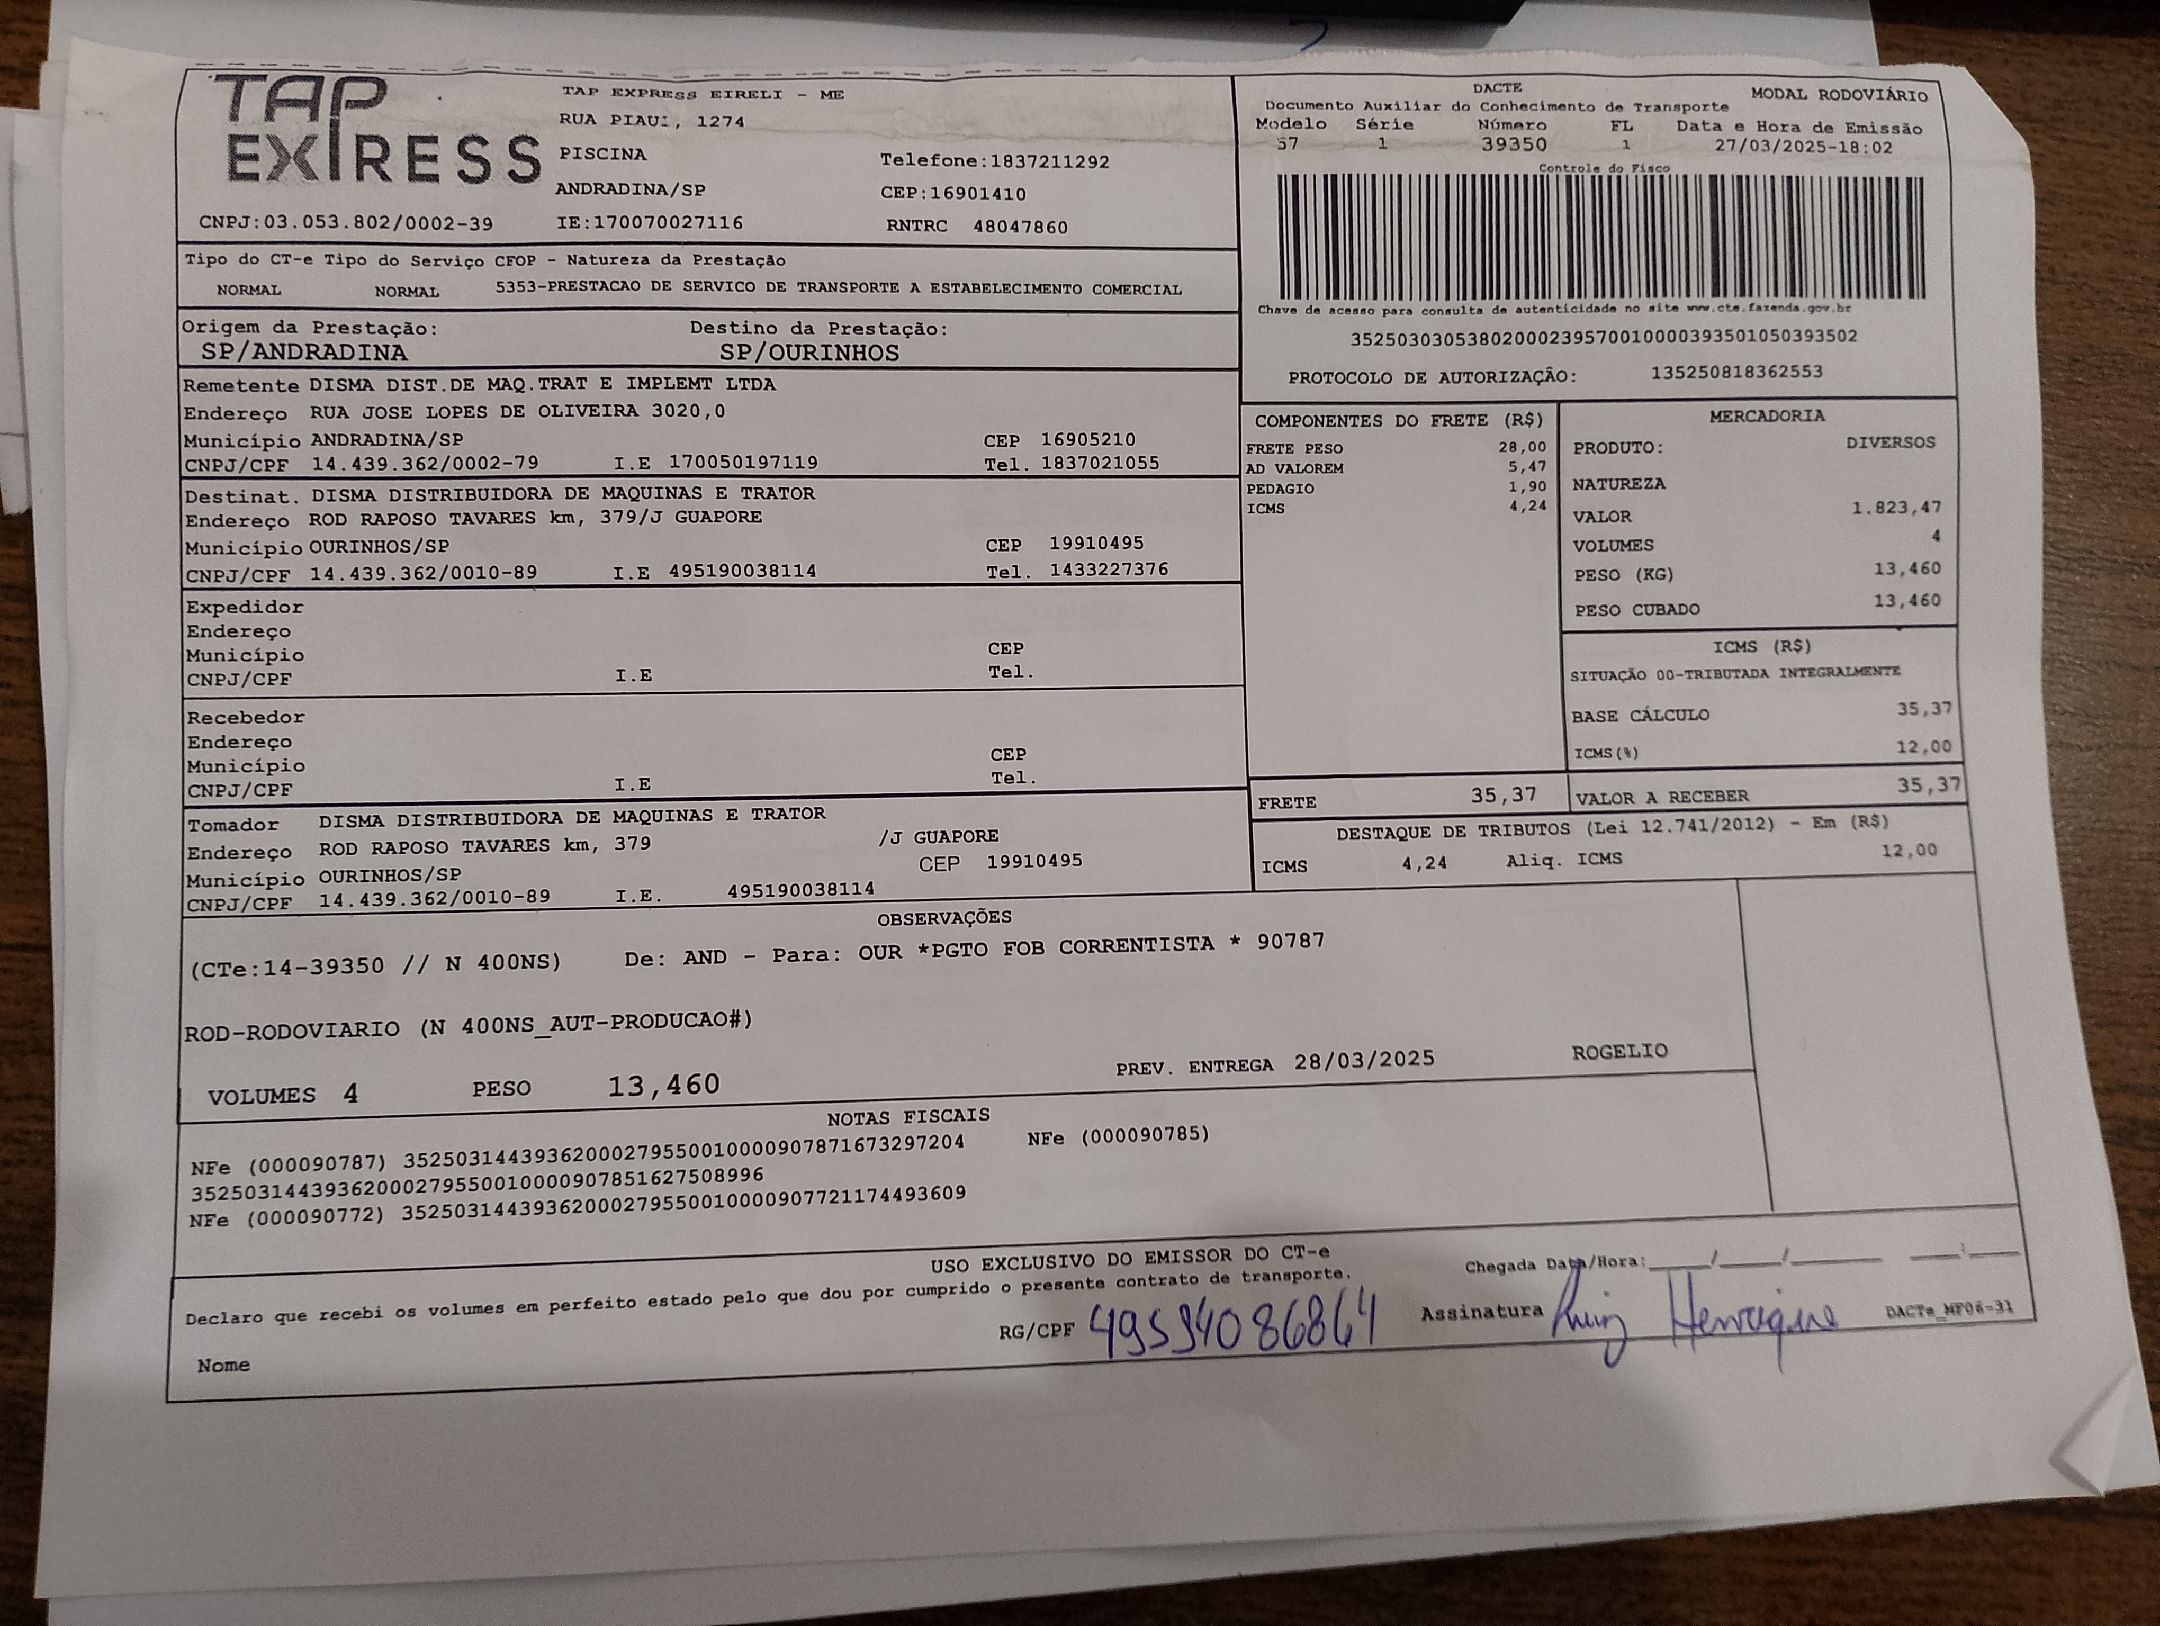 TAP EXPRESS
TAP EXPRESS EIRELI - ME
RUA PIAUI, 1274
PISCINA Telefone:1837211292
ANDRADINA/SP CEP:16901410
CNPJ:03.053.802/0002-39 IE:170070027116 RNTRC 48047860
DACTE MODAL RODOVIÁRIO
Documento Auxiliar do Conhecimento de Transporte
Modelo Série Número FL Data e Hora de Emissão
57 1 39350 1 27/03/2025-18:02
Controle do Fisco
Chave de acesso para consulta de autenticidade no site www.cte.fazenda.gov.br
35250303053802000239570010000393501050393502
PROTOCOLO DE AUTORIZAÇÃO: 135250818362553
Tipo do CT-e Tipo do Serviço CFOP - Natureza da Prestação
NORMAL NORMAL 5353-PRESTACAO DE SERVICO DE TRANSPORTE A ESTABELECIMENTO COMERCIAL
Origem da Prestação: Destino da Prestação:
SP/ANDRADINA SP/OURINHOS
Remetente DISMA DIST.DE MAQ.TRAT E IMPLEMT LTDA
Endereço RUA JOSE LOPES DE OLIVEIRA 3020,0
Município ANDRADINA/SP CEP 16905210
CNPJ/CPF 14.439.362/0002-79 I.E 170050197119 Tel. 1837021055
Destinat. DISMA DISTRIBUIDORA DE MAQUINAS E TRATOR
Endereço ROD RAPOSO TAVARES km, 379/J GUAPORE
Município OURINHOS/SP CEP 19910495
CNPJ/CPF 14.439.362/0010-89 I.E 495190038114 Tel. 1433227376
Expedidor
Endereço
Município CEP
CNPJ/CPF I.E Tel.
Recebedor
Endereço
Município CEP
CNPJ/CPF I.E Tel.
Tomador DISMA DISTRIBUIDORA DE MAQUINAS E TRATOR
Endereço ROD RAPOSO TAVARES km, 379 /J GUAPORE
Município OURINHOS/SP CEP 19910495
CNPJ/CPF 14.439.362/0010-89 I.E. 495190038114
COMPONENTES DO FRETE (R$)
FRETE PESO 28,00
AD VALOREM 5,47
PEDAGIO 1,90
ICMS 4,24
MERCADORIA
PRODUTO: DIVERSOS
NATUREZA
VALOR 1.823,47
VOLUMES 4
PESO (KG) 13,460
PESO CUBADO 13,460
ICMS (R$)
SITUAÇÃO 00-TRIBUTADA INTEGRALMENTE
BASE CÁLCULO 35,37
ICMS(%) 12,00
FRETE 35,37 VALOR A RECEBER 35,37
DESTAQUE DE TRIBUTOS (Lei 12.741/2012) - Em (R$)
ICMS 4,24 Aliq. ICMS 12,00
OBSERVAÇÕES
(CTe:14-39350 // N 400NS) De: AND - Para: OUR *PGTO FOB CORRENTISTA * 90787
ROD-RODOVIARIO (N 400NS_AUT-PRODUCAO#)
VOLUMES 4 PESO 13,460 PREV. ENTREGA 28/03/2025 ROGELIO
NOTAS FISCAIS
NFe (000090787) 35250314439362000279550010000907871673297204 NFe (000090785)
35250314439362000279550010000907851627508996
NFe (000090772) 35250314439362000279550010000907721174493609
USO EXCLUSIVO DO EMISSOR DO CT-e
Declaro que recebi os volumes em perfeito estado pelo que dou por cumprido o presente contrato de transporte.
Chegada Data/Hora:____/____/______ ____:____
Nome RG/CPF 49594086864 Assinatura Luiz Henrique DACTe_MF06-31